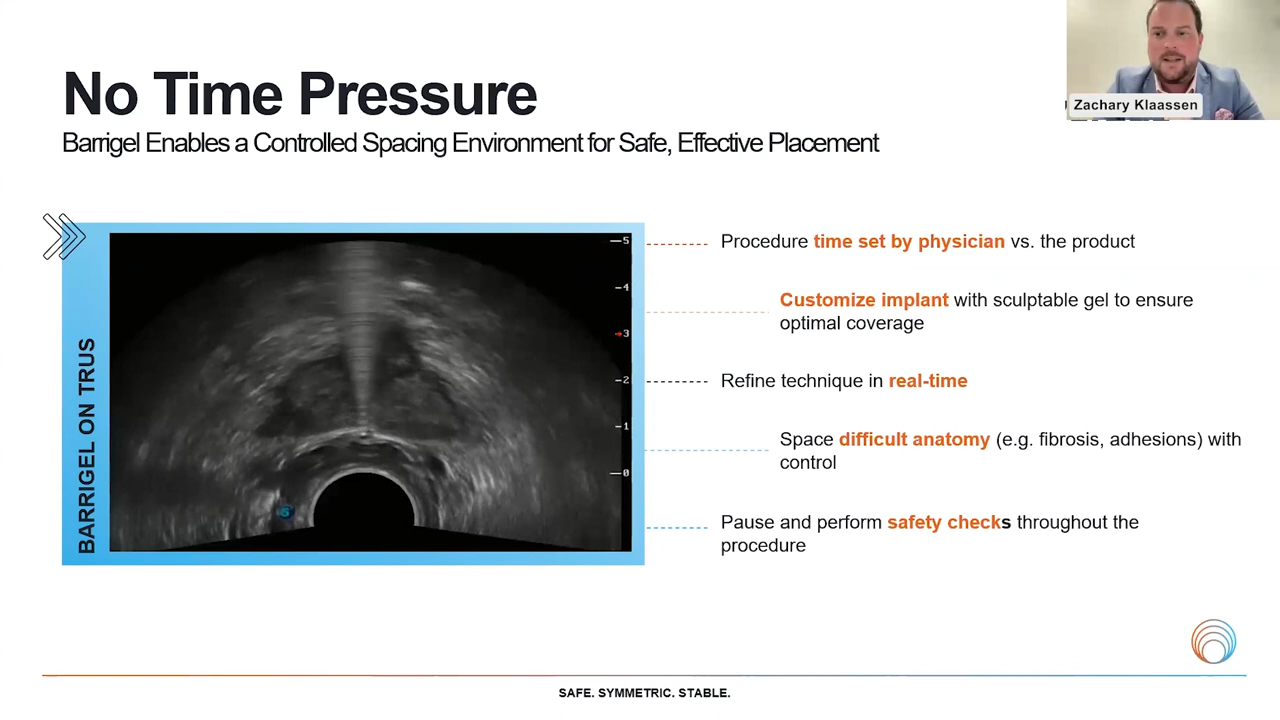 No Time Pressure
Barrigel Enables a Controlled Spacing Environment for Safe, Effective Placement
Zachary Klaassen
BARRIGEL ON TRUS
5
4
3
2
1
0
S
Procedure time set by physician vs. the product
Customize implant with sculptable gel to ensure
optimal coverage
Refine technique in real-time
Space difficult anatomy (e.g. fibrosis, adhesions) with
control
Pause and perform safety checks throughout the
procedure
SAFE. SYMMETRIC. STABLE.